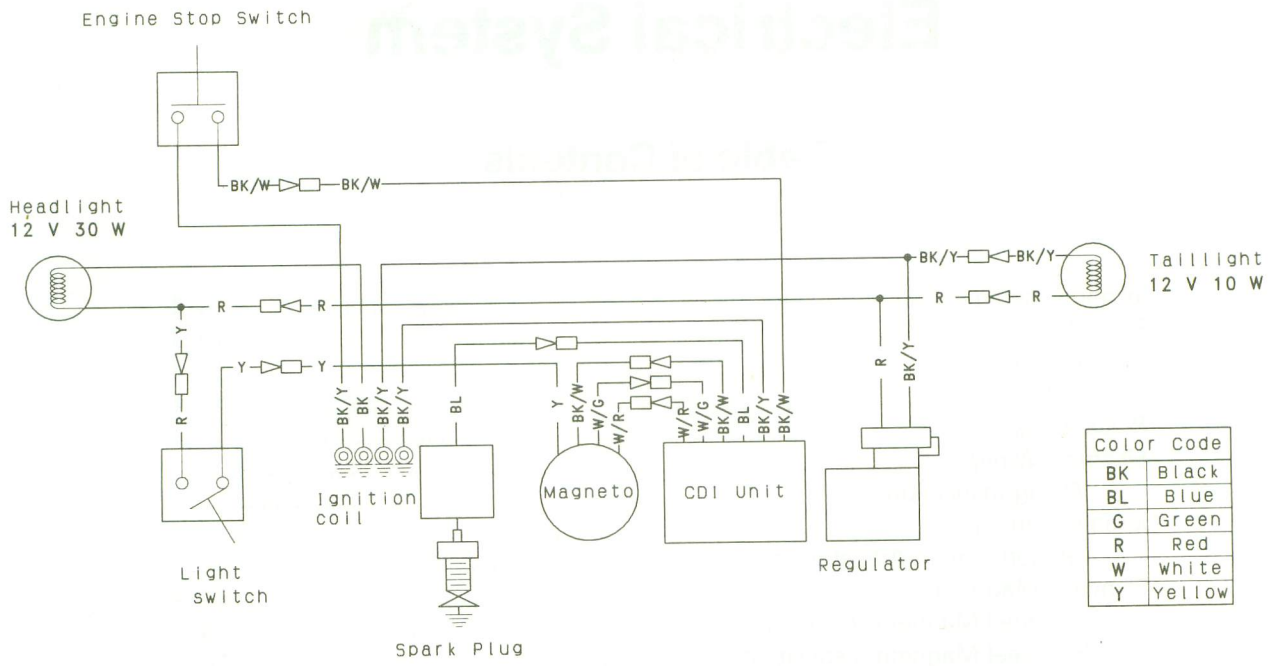 Electrical System
Engine Stop Switch
BK/W
BK/W
Headlight
12 V 30 W
BK/Y
BK/Y
Taillight
12 V 10 W
R
R
R
R
Y
R
BK/Y
Y
Y
R
BK/Y
BK
BK/Y
BK/Y
BL
Y
BK/W
W/G
W/R
W/R
W/G
BK/W
BL
BK/Y
BK/W
Ignition
coil
Magneto
CDI Unit
Regulator
Light
switch
Spark Plug
Color Code
BK Black
BL Blue
G Green
R Red
W White
Y Yellow